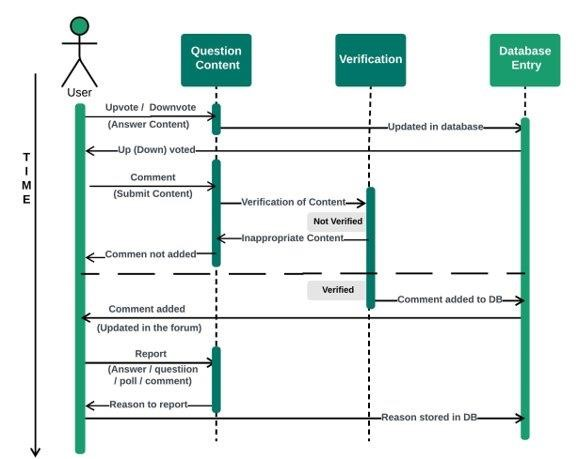 Question
Content
Verification
Database
Entry
User
Upvote / Downvote
(Answer Content)
Updated in database
Up (Down) voted
TIME
Comment
(Submit Content)
Verification of Content
Not Verified
Inappropriate Content
Commen not added
Verified
Comment added to DB
Comment added
(Updated in the forum)
Report
(Answer / questiion
/ poll / comment)
Reason to report
Reason stored in DB